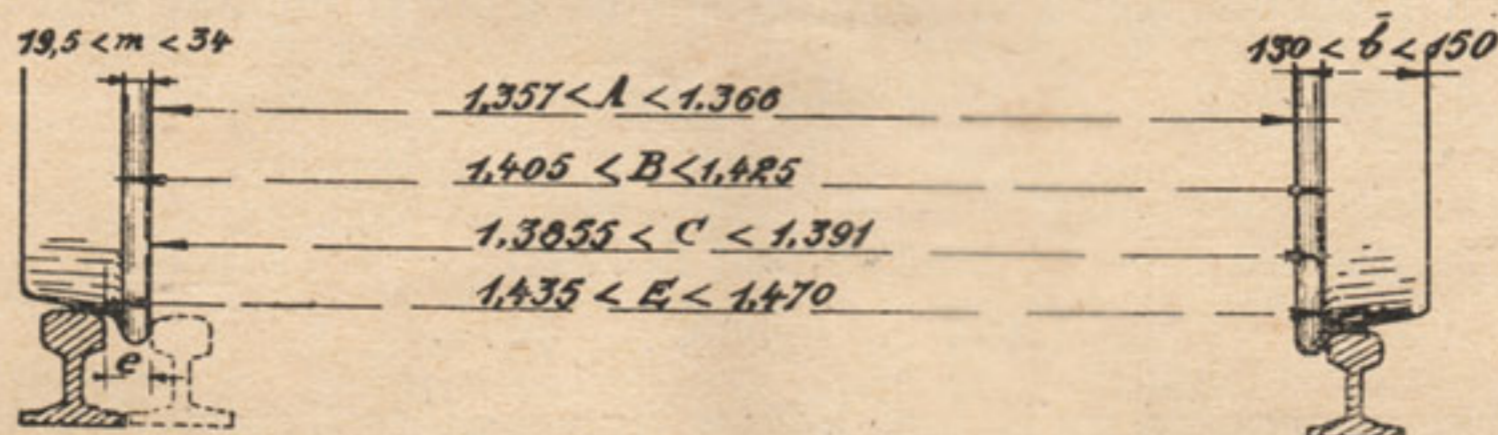 19,5 < m < 34
130 < b̄ < 150
1,357 < A < 1.366
1,405 < B < 1,425
1.3855 < C < 1.391
1,435 < E < 1,470
e